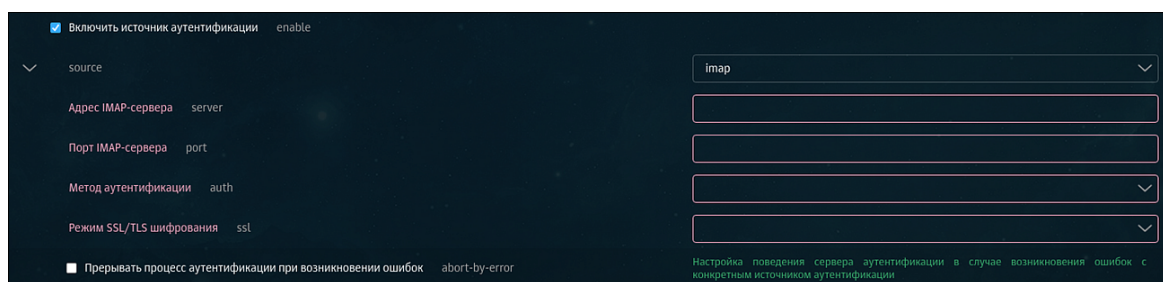 Включить источник аутентификации enable
source imap
Адрес IMAP-сервера server
Порт IMAP-сервера port
Метод аутентификации auth
Режим SSL/TLS шифрования ssl
Прерывать процесс аутентификации при возникновении ошибок abort-by-error
Настройка поведения сервера аутентификации в случае возникновения ошибок с
конкретным источником аутентификации